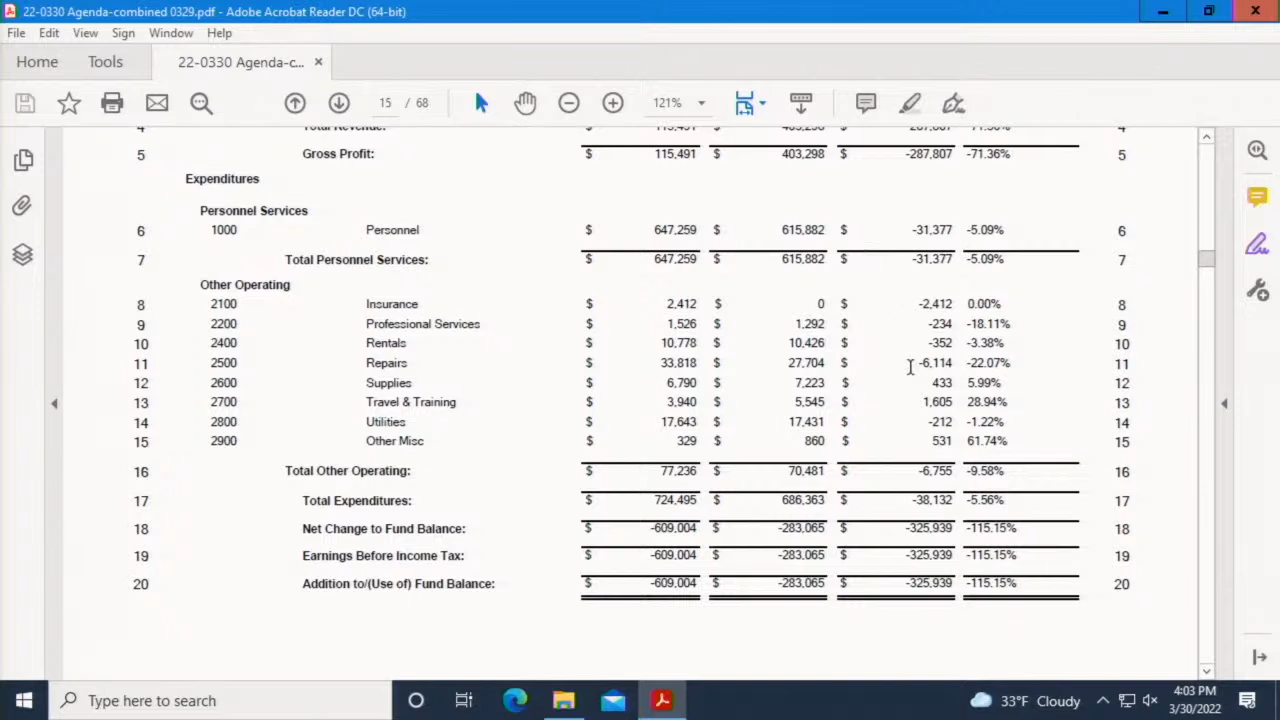 22-0330 Agenda-combined 0329.pdf - Adobe Acrobat Reader DC (64-bit)
File Edit View Sign Window Help
Home Tools 22-0330 Agenda-c... ×
15 / 68 121%
4 Total Revenue: $ 115,491 $ 403,298 $ -287,807 -71.36% 4
5 Gross Profit: $ 115,491 $ 403,298 $ -287,807 -71.36% 5
Expenditures
Personnel Services
6 1000 Personnel $ 647,259 $ 615,882 $ -31,377 -5.09% 6
7 Total Personnel Services: $ 647,259 $ 615,882 $ -31,377 -5.09% 7
Other Operating
8 2100 Insurance $ 2,412 $ 0 $ -2,412 0.00% 8
9 2200 Professional Services $ 1,526 $ 1,292 $ -234 -18.11% 9
10 2400 Rentals $ 10,778 $ 10,426 $ -352 -3.38% 10
11 2500 Repairs $ 33,818 $ 27,704 $ -6,114 -22.07% 11
12 2600 Supplies $ 6,790 $ 7,223 $ 433 5.99% 12
13 2700 Travel & Training $ 3,940 $ 5,545 $ 1,605 28.94% 13
14 2800 Utilities $ 17,643 $ 17,431 $ -212 -1.22% 14
15 2900 Other Misc $ 329 $ 860 $ 531 61.74% 15
16 Total Other Operating: $ 77,236 $ 70,481 $ -6,755 -9.58% 16
17 Total Expenditures: $ 724,495 $ 686,363 $ -38,132 -5.56% 17
18 Net Change to Fund Balance: $ -609,004 $ -283,065 $ -325,939 -115.15% 18
19 Earnings Before Income Tax: $ -609,004 $ -283,065 $ -325,939 -115.15% 19
20 Addition to/(Use of) Fund Balance: $ -609,004 $ -283,065 $ -325,939 -115.15% 20
Type here to search
33°F Cloudy
4:03 PM
3/30/2022